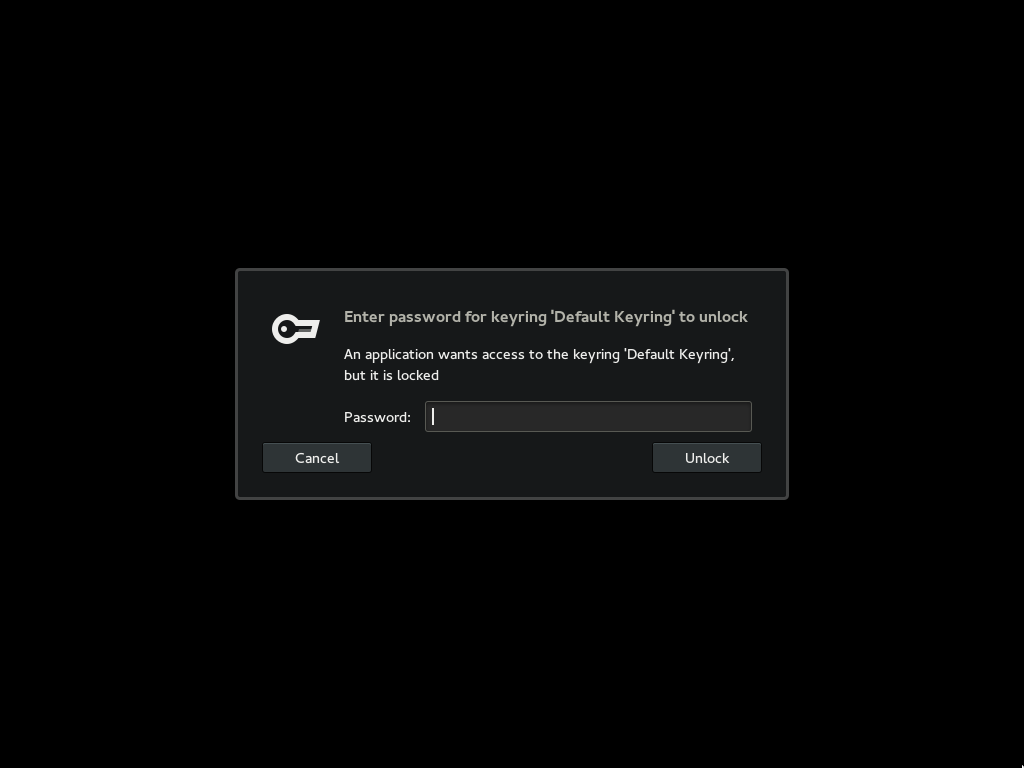 Enter password for keyring 'Default Keyring' to unlock
An application wants access to the keyring 'Default Keyring',
but it is locked
Password:
Cancel
Unlock